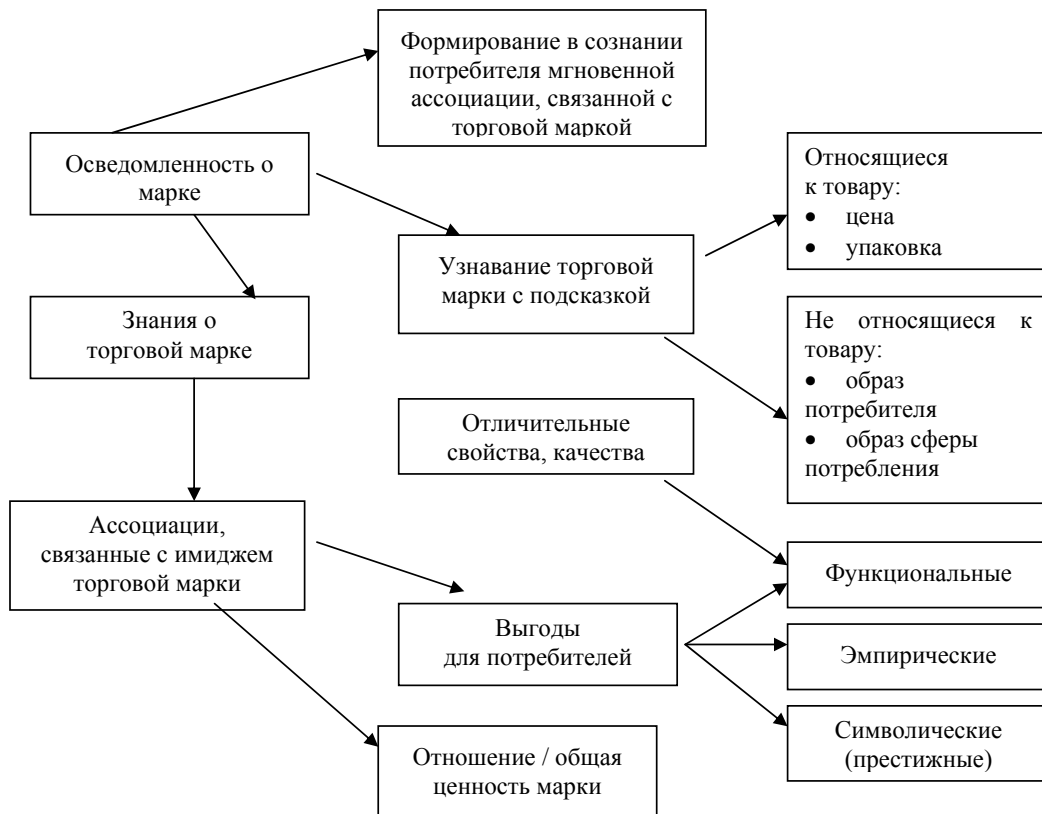 Формирование в сознании
потребителя мгновенной
ассоциации, связанной с
торговой маркой
Осведомленность о
марке
Относящиеся
к товару:
• цена
• упаковка
Узнавание торговой
марки с подсказкой
Знания о
торговой марке
Не относящиеся к
товару:
• образ
потребителя
• образ сферы
потребления
Отличительные
свойства, качества
Ассоциации,
связанные с имиджем
торговой марки
Функциональные
Выгоды
для потребителей
Эмпирические
Символические
(престижные)
Отношение / общая
ценность марки